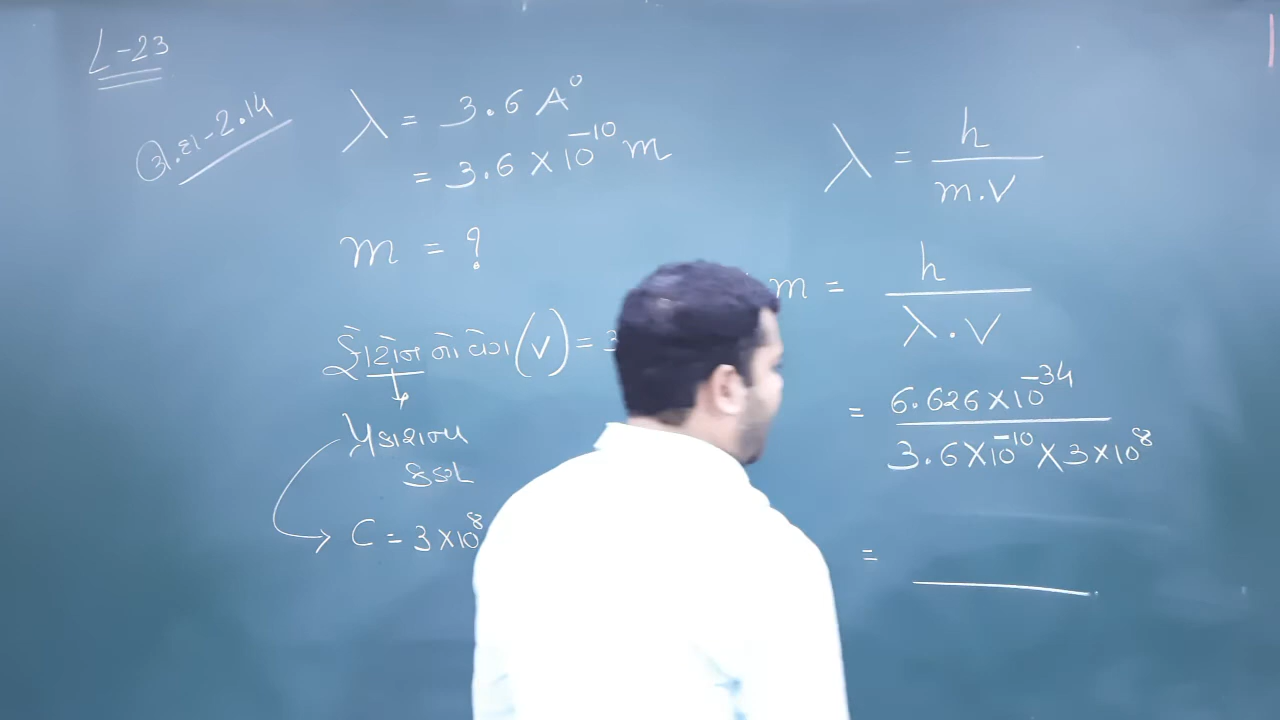 L-23
ઉ.દા-2.14
λ = 3.6 A°
= 3.6 × 10⁻¹⁰ m
m = ?
ફોટોન નો વેગ (v) = 3
પ્રકાશના
કણ
C = 3 × 10⁸
λ = h / m.v
m = h / λ.v
= 6.626 × 10⁻³⁴ / 3.6 × 10⁻¹⁰ × 3 × 10⁸
=